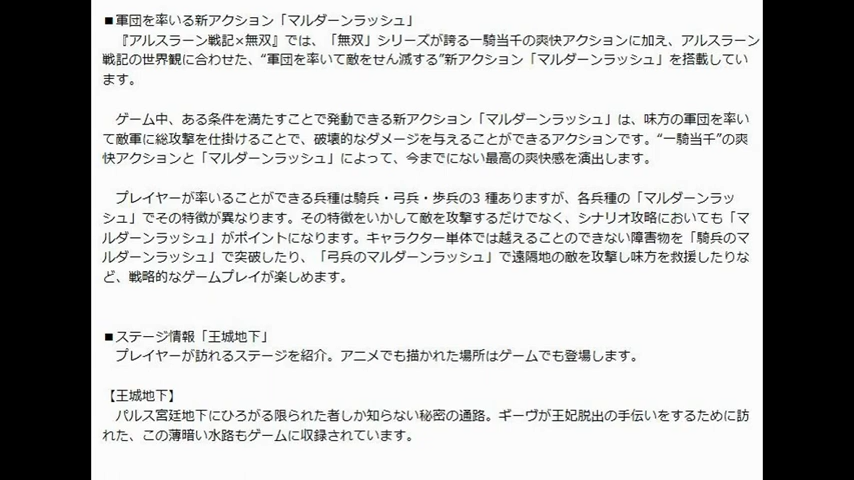 ■軍団を率いる新アクション「マルダーンラッシュ」
『アルスラーン戦記×無双』では、「無双」シリーズが誇る一騎当千の爽快アクションに加え、アルスラーン
戦記の世界観に合わせた、“軍団を率いて敵をせん滅する”新アクション「マルダーンラッシュ」を搭載してい
ます。
ゲーム中、ある条件を満たすことで発動できる新アクション「マルダーンラッシュ」は、味方の軍団を率い
て敵軍に総攻撃を仕掛けることで、破壊的なダメージを与えることができるアクションです。“一騎当千”の爽
快アクションと「マルダーンラッシュ」によって、今までにない最高の爽快感を演出します。
プレイヤーが率いることができる兵種は騎兵・弓兵・歩兵の3 種ありますが、各兵種の「マルダーンラッ
シュ」でその特徴が異なります。その特徴をいかして敵を攻撃するだけでなく、シナリオ攻略においても「マ
ルダーンラッシュ」がポイントになります。キャラクター単体では越えることのできない障害物を「騎兵のマ
ルダーンラッシュ」で突破したり、「弓兵のマルダーンラッシュ」で遠隔地の敵を攻撃し味方を救援したりな
ど、戦略的なゲームプレイが楽しめます。
■ステージ情報「王城地下」
プレイヤーが訪れるステージを紹介。アニメでも描かれた場所はゲームでも登場します。
【王城地下】
パルス宮廷地下にひろがる限られた者しか知らない秘密の通路。ギーヴが王妃脱出の手伝いをするために訪
れた、この薄暗い水路もゲームに収録されています。